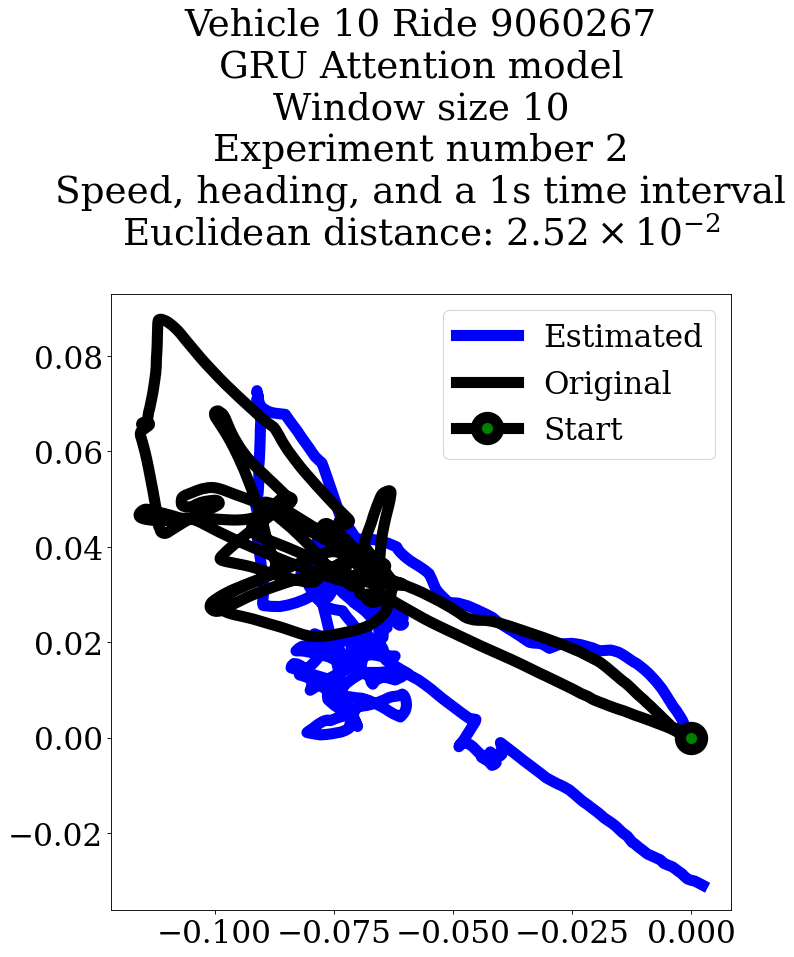 Vehicle 10 Ride 9060267
GRU Attention model
Window size 10
Experiment number 2
Speed, heading, and a 1s time interval
Euclidean distance: 2.52 × 10⁻²
Estimated
Original
Start
0.08
0.06
0.04
0.02
0.00
−0.02
−0.100 −0.075 −0.050 −0.025 0.000